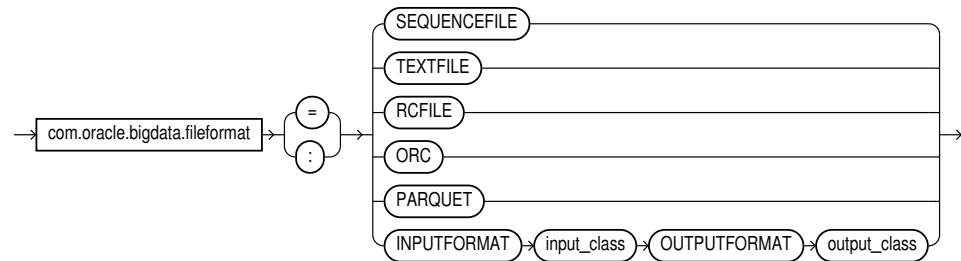 SEQUENCEFILE
TEXTFILE
com.oracle.bigdata.fileformat = RCFILE
:
ORC
PARQUET
INPUTFORMAT input_class OUTPUTFORMAT output_class